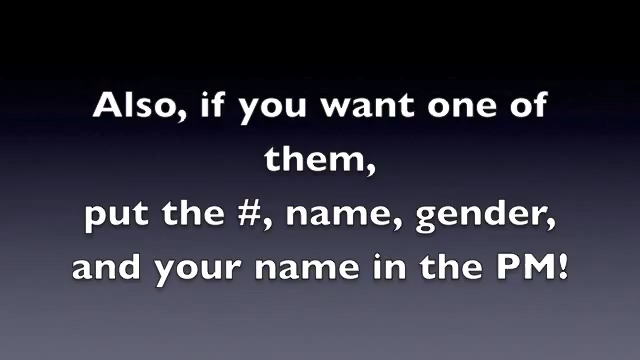 Also, if you want one of
them,
put the #, name, gender,
and your name in the PM!